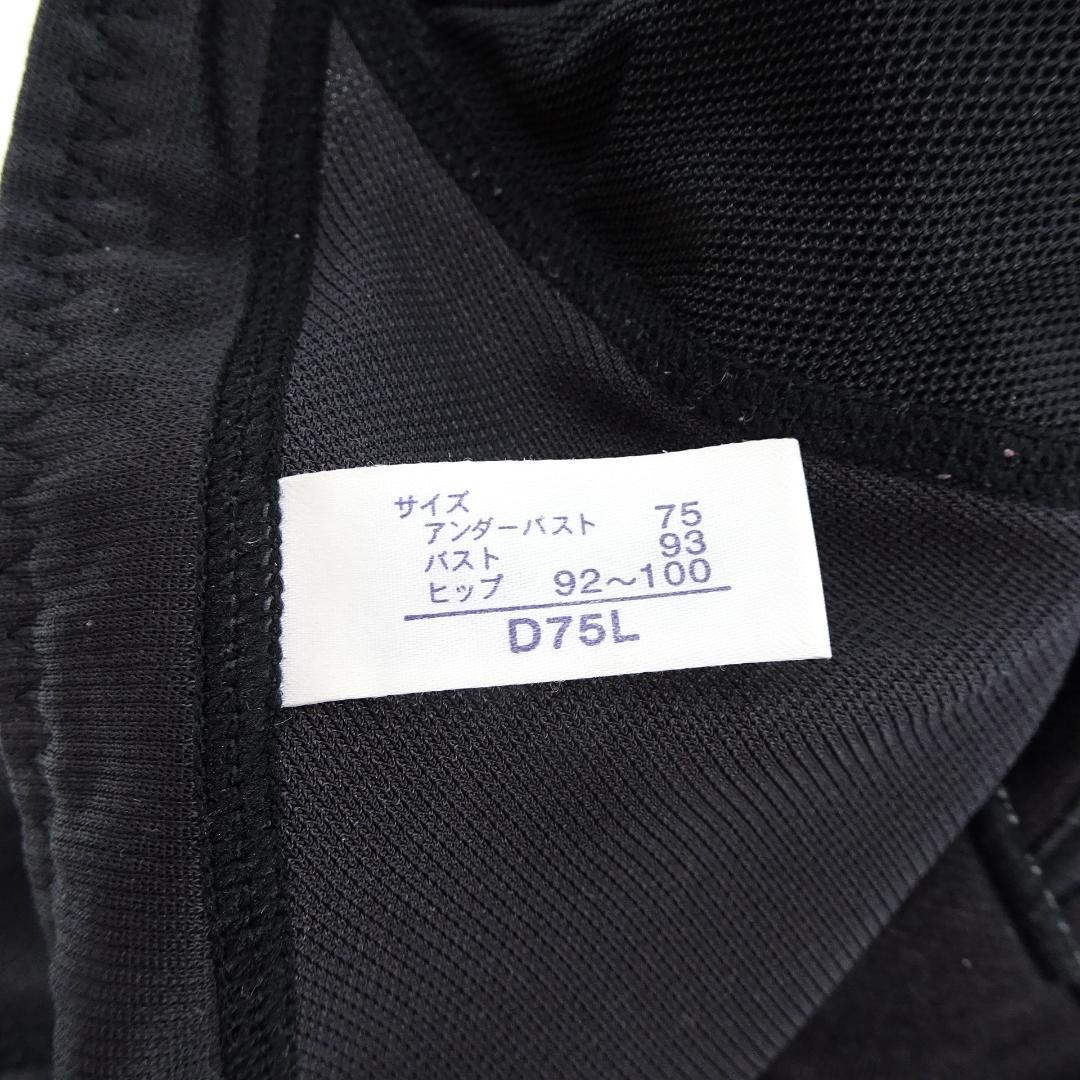 サイズ
アンダーバスト 75
バスト 93
ヒップ 92～100
D75L